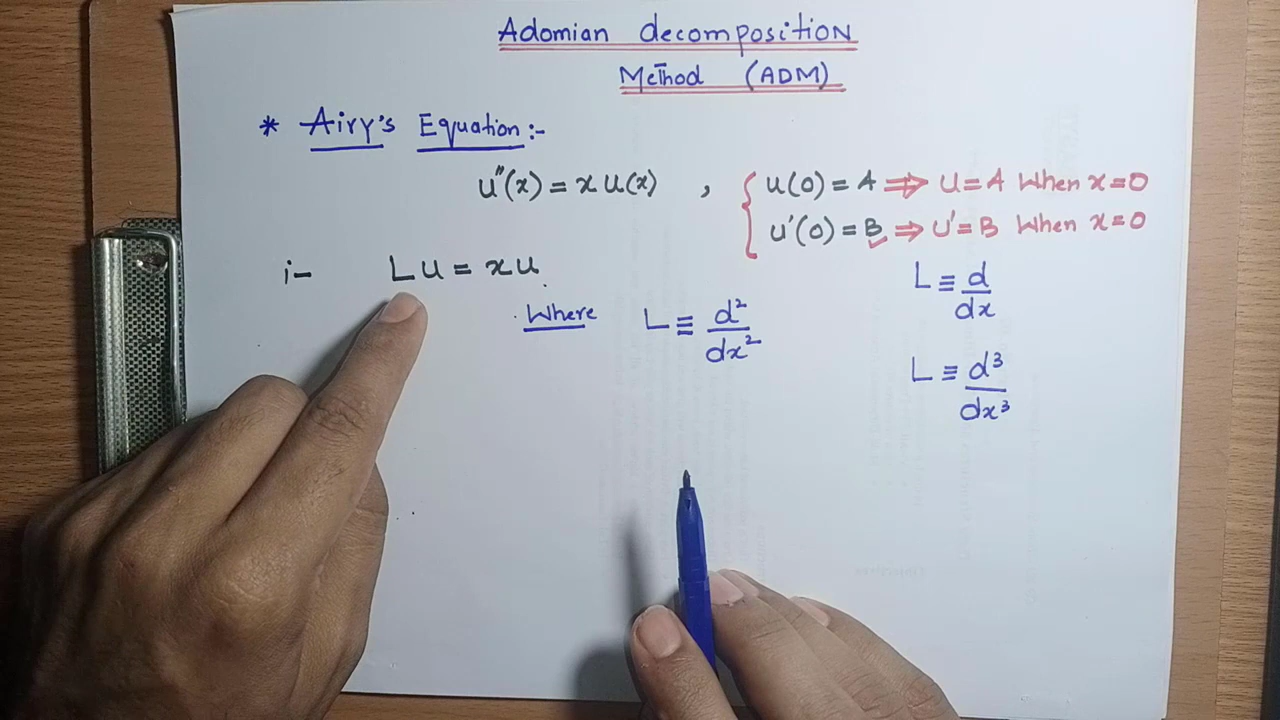 Adomian decomposition
Method (ADM)
* Airy's Equation:-
u''(x) = x u(x) , { u(0) = A ⇒ u = A When x = 0
u'(0) = B ⇒ u' = B When x = 0
i- Lu = xu.
Where L ≡ d²/dx²
L ≡ d/dx
L ≡ d³/dx³